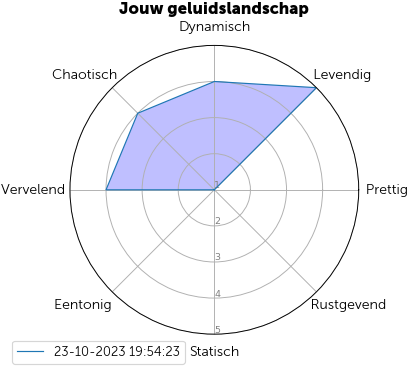 Jouw geluidslandschap
Dynamisch
Chaotisch
Levendig
Vervelend
1
Prettig
2
3
Eentonig
4
Rustgevend
5
23-10-2023 19:54:23
Statisch